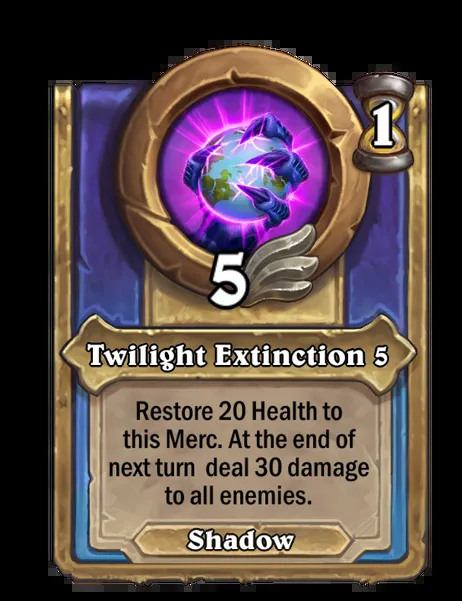 1
5
Twilight Extinction 5
Restore 20 Health to
this Merc. At the end of
next turn deal 30 damage
to all enemies.
Shadow